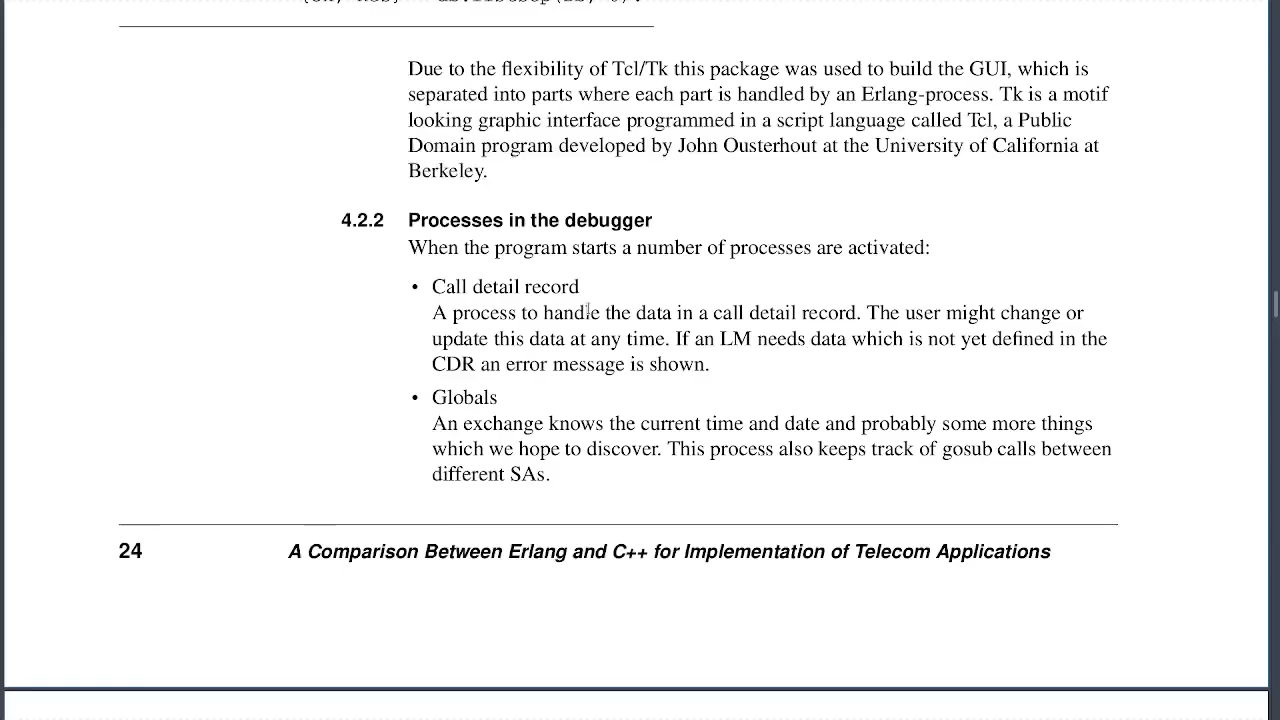 Due to the flexibility of Tcl/Tk this package was used to build the GUI, which is
separated into parts where each part is handled by an Erlang-process. Tk is a motif
looking graphic interface programmed in a script language called Tcl, a Public
Domain program developed by John Ousterhout at the University of California at
Berkeley.
4.2.2 Processes in the debugger
When the program starts a number of processes are activated:
• Call detail record
A process to handle the data in a call detail record. The user might change or
update this data at any time. If an LM needs data which is not yet defined in the
CDR an error message is shown.
• Globals
An exchange knows the current time and date and probably some more things
which we hope to discover. This process also keeps track of gosub calls between
different SAs.
24 A Comparison Between Erlang and C++ for Implementation of Telecom Applications